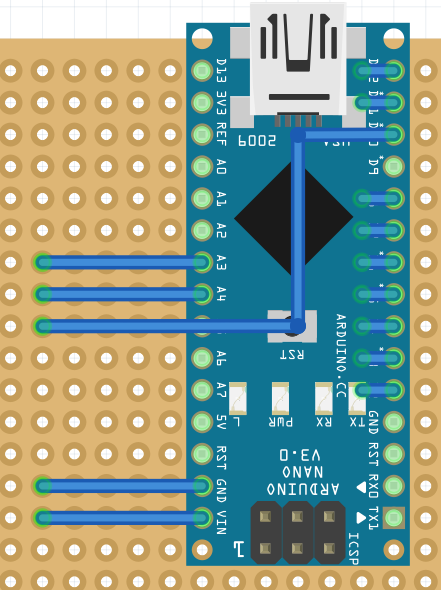 D13
3V3
REF
A0
A1
A2
A3
A4
A6
A7
5V
RST
GND
VIN
D9
GND
RST
RX0
TX1
2009
RST
ARDUINO.CC
L
PWR
RX
TX
ARDUINO
NANO
V3.0
1
ICSP